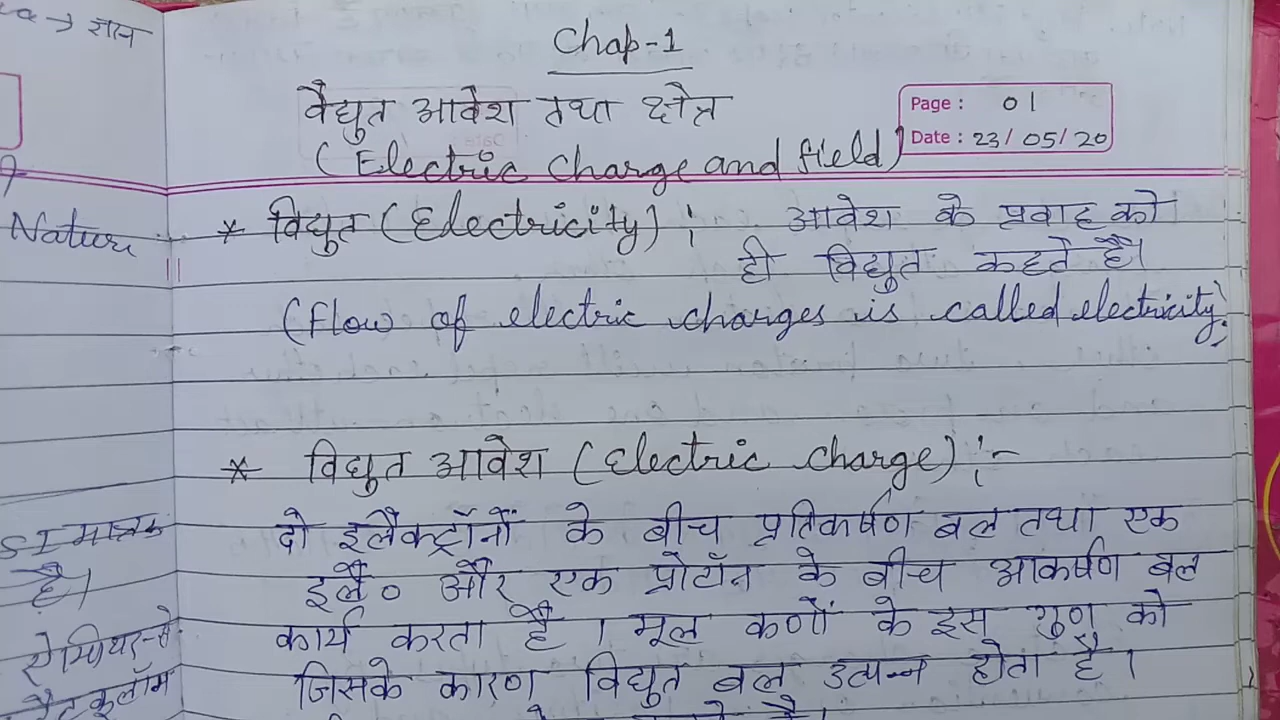 Chap-1
वैद्युत आवेश तथा क्षेत्र
(Electric Charge and field)
Page : 01
Date : 23/05/20
* विद्युत (Electricity) : आवेश के प्रवाह को
ही विद्युत कहते हैं।
(Flow of electric charges is called electricity)
* विद्युत आवेश (Electric charge) :-
दो इलैक्ट्रॉनों के बीच प्रतिकर्षण बल तथा एक
इलै० और एक प्रोटॉन के बीच आकर्षण बल
कार्य करता है । मूल कणों के इस गुण को
जिसके कारण विद्युत बल उत्पन्न होता है ।
Nature
SI मात्रक
है।